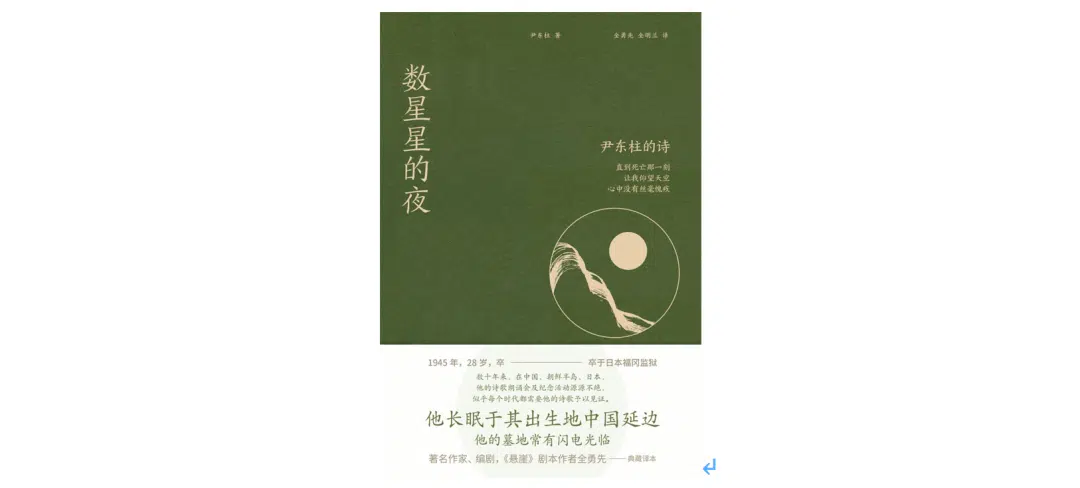 尹东柱 著
全勇先 全明兰 译
数星星的夜
尹东柱的诗
直到死亡那一刻
让我仰望天空
心中没有丝毫愧疚
1945 年，28 岁，卒 —— 卒于日本福冈监狱
数十年来，在中国、朝鲜半岛、日本，
他的诗歌朗诵会及纪念活动源源不绝，
似乎每个时代都需要他的诗歌予以见证。
他长眠于其出生地中国延边
他的墓地常有闪电光临
著名作家、编剧，《悬崖》剧本作者全勇先 —— 典藏译本